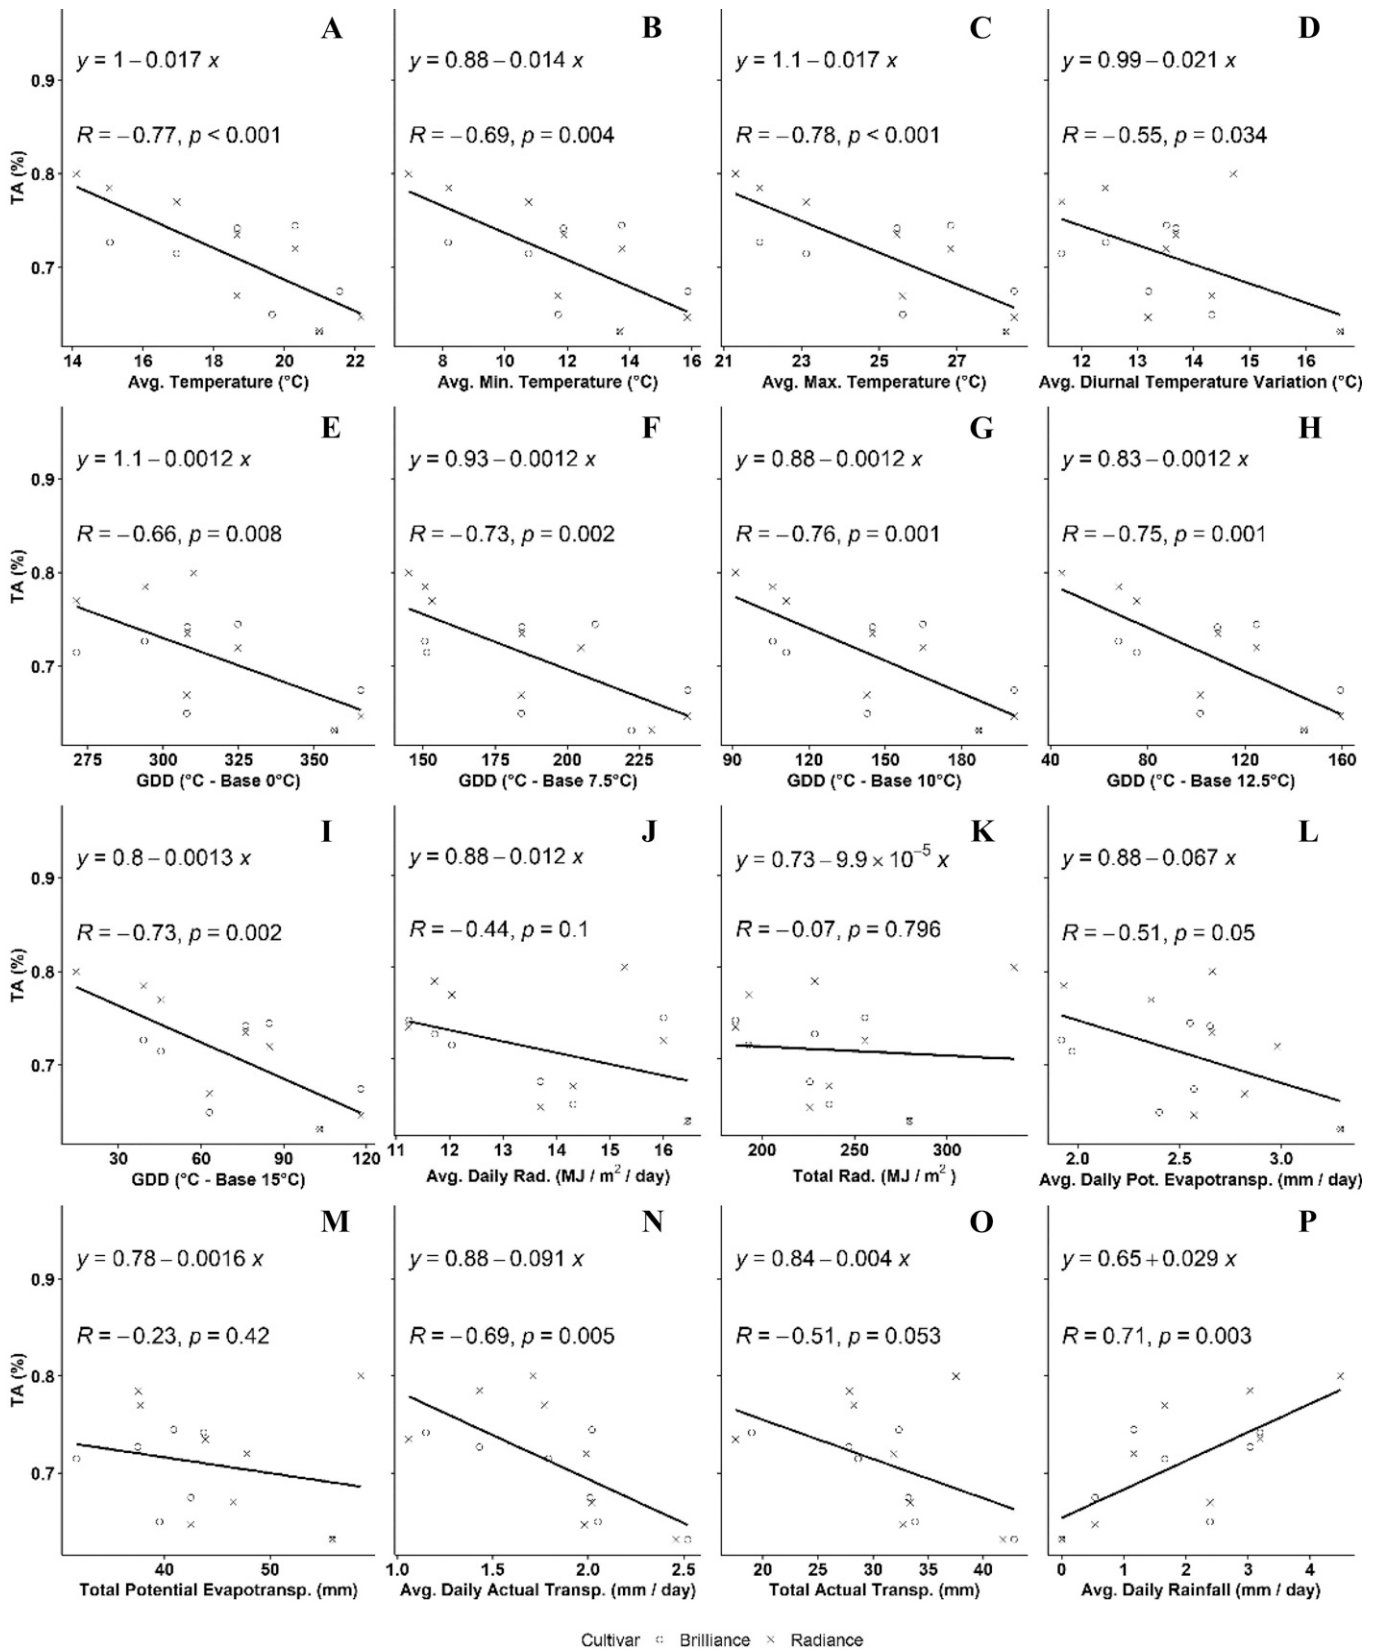 A
y = 1 – 0.017 x
R = –0.77, p < 0.001
TA (%)
0.9
0.8
0.7
14 16 18 20 22
Avg. Temperature (°C)
B
y = 0.88 – 0.014 x
R = –0.69, p = 0.004
8 10 12 14 16
Avg. Min. Temperature (°C)
C
y = 1.1 – 0.017 x
R = –0.78, p < 0.001
21 23 25 27
Avg. Max. Temperature (°C)
D
y = 0.99 – 0.021 x
R = –0.55, p = 0.034
12 13 14 15 16
Avg. Diurnal Temperature Variation (°C)
E
y = 1.1 – 0.0012 x
R = –0.66, p = 0.008
TA (%)
0.9
0.8
0.7
275 300 325 350
GDD (°C - Base 0°C)
F
y = 0.93 – 0.0012 x
R = –0.73, p = 0.002
150 175 200 225
GDD (°C - Base 7.5°C)
G
y = 0.88 – 0.0012 x
R = –0.76, p = 0.001
90 120 150 180
GDD (°C - Base 10°C)
H
y = 0.83 – 0.0012 x
R = –0.75, p = 0.001
40 80 120 160
GDD (°C - Base 12.5°C)
I
y = 0.8 – 0.0013 x
R = –0.73, p = 0.002
TA (%)
0.9
0.8
0.7
30 60 90 120
GDD (°C - Base 15°C)
J
y = 0.88 – 0.012 x
R = –0.44, p = 0.1
11 12 13 14 15 16
Avg. Daily Rad. (MJ / m² / day)
K
y = 0.73 – 9.9 × 10⁻⁵ x
R = –0.07, p = 0.796
200 250 300
Total Rad. (MJ / m² )
L
y = 0.88 – 0.067 x
R = –0.51, p = 0.05
2.0 2.5 3.0
Avg. Daily Pot. Evapotransp. (mm / day)
M
y = 0.78 – 0.0016 x
R = –0.23, p = 0.42
TA (%)
0.9
0.8
0.7
40 50
Total Potential Evapotransp. (mm)
N
y = 0.88 – 0.091 x
R = –0.69, p = 0.005
1.0 1.5 2.0 2.5
Avg. Daily Actual Transp. (mm / day)
O
y = 0.84 – 0.004 x
R = –0.51, p = 0.053
20 25 30 35 40
Total Actual Transp. (mm)
P
y = 0.65 + 0.029 x
R = 0.71, p = 0.003
0 1 2 3 4
Avg. Daily Rainfall (mm / day)
Cultivar Brilliance Radiance